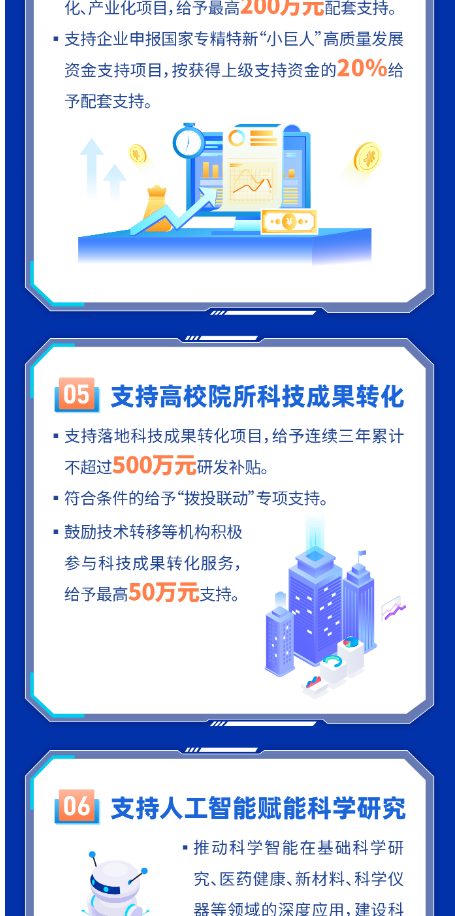 化、产业化项目，给予最高200万元配套支持。
▪ 支持企业申报国家专精特新“小巨人”高质量发展
资金支持项目，按获得上级支持资金的20%给
予配套支持。
05 支持高校院所科技成果转化
▪ 支持落地科技成果转化项目，给予连续三年累计
不超过500万元研发补贴。
▪ 符合条件的给予“拨投联动”专项支持。
▪ 鼓励技术转移等机构积极
参与科技成果转化服务，
给予最高50万元支持。
06 支持人工智能赋能科学研究
▪ 推动科学智能在基础科学研
究、医药健康、新材料、科学仪
器等领域的深度应用，建设科